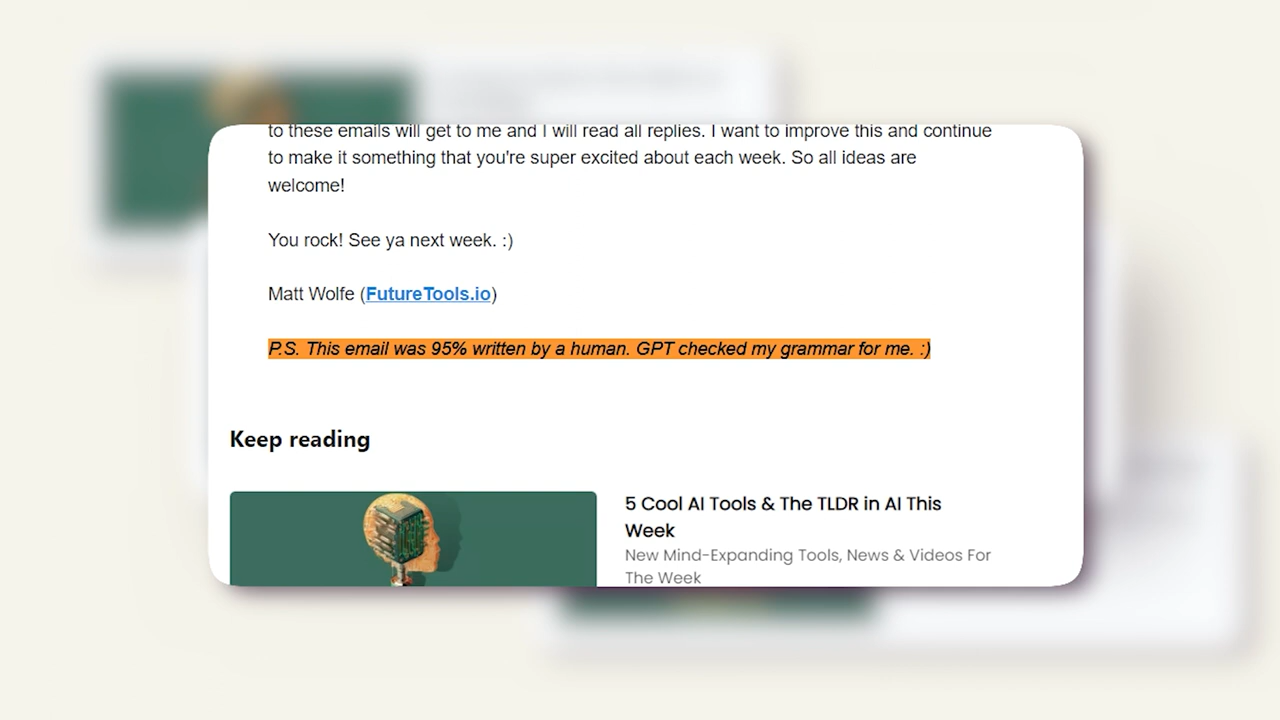 to these emails will get to me and I will read all replies. I want to improve this and continue
to make it something that you're super excited about each week. So all ideas are
welcome!
You rock! See ya next week. :)
Matt Wolfe (FutureTools.io)
P.S. This email was 95% written by a human. GPT checked my grammar for me. :)
Keep reading
5 Cool AI Tools & The TLDR in AI This
Week
New Mind-Expanding Tools, News & Videos For
The Week